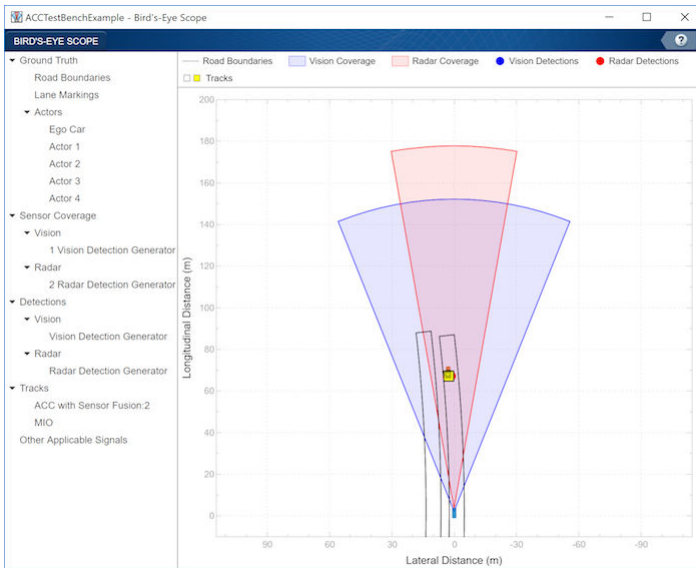 ACCTestBenchExample - Bird's-Eye Scope
BIRD'S-EYE SCOPE
?
Ground Truth
Road Boundaries
Lane Markings
Actors
Ego Car
Actor 1
Actor 2
Actor 3
Actor 4
Sensor Coverage
Vision
1 Vision Detection Generator
Radar
2 Radar Detection Generator
Detections
Vision
Vision Detection Generator
Radar
Radar Detection Generator
Tracks
ACC with Sensor Fusion:2
MIO
Other Applicable Signals
Road Boundaries Vision Coverage Radar Coverage Vision Detections Radar Detections
Tracks
Longitudinal Distance (m)
200
180
160
140
120
100
80
60
40
20
0
90 60 30 0 -30 -60 -90
Lateral Distance (m)